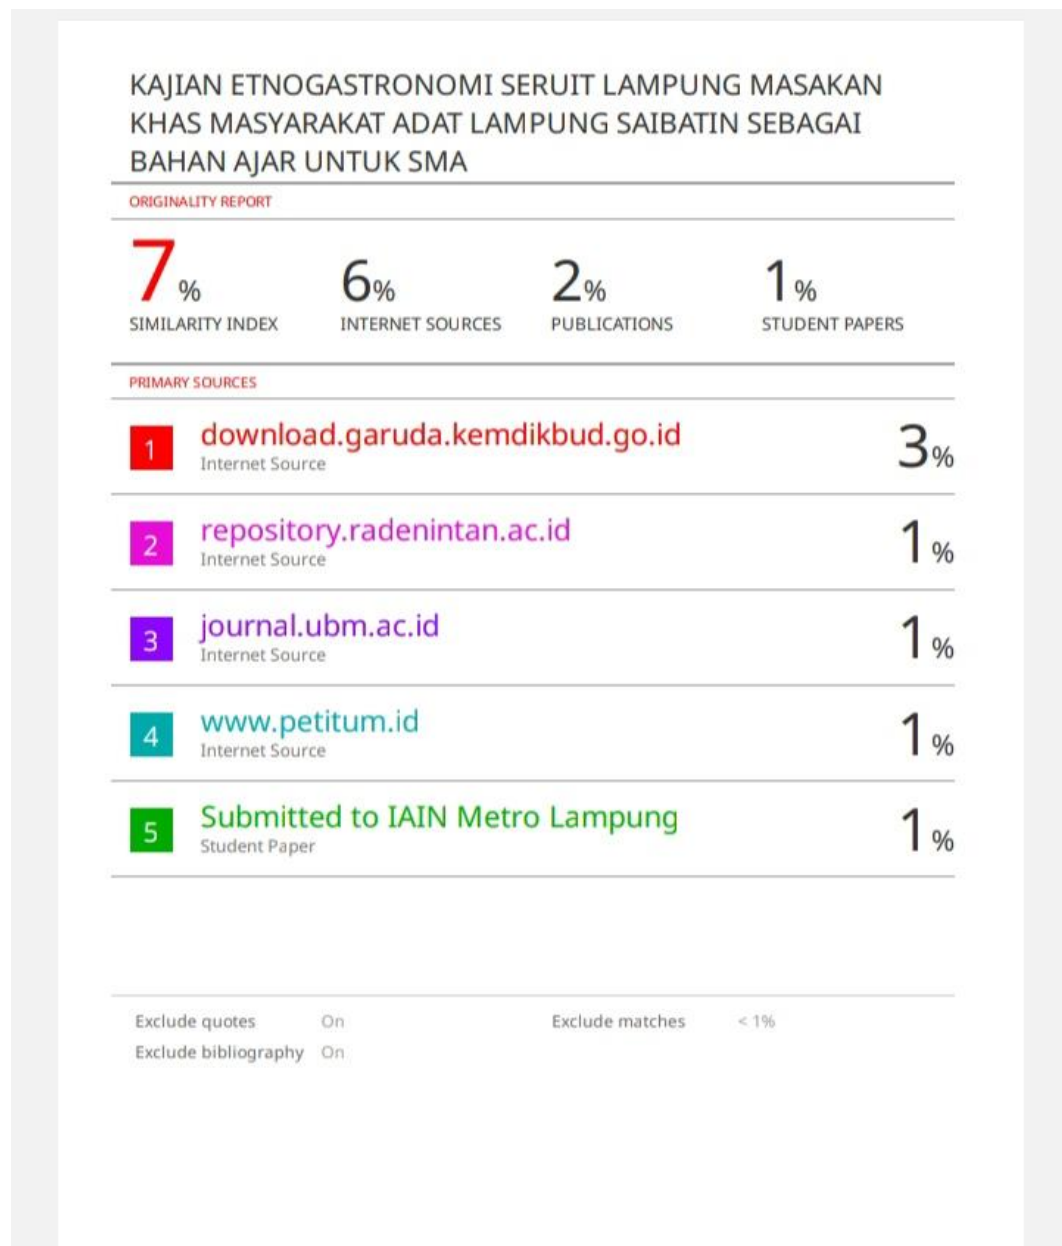 KAJIAN ETNOGASTRONOMI SERUIT LAMPUNG MASAKAN
KHAS MASYARAKAT ADAT LAMPUNG SAIBATIN SEBAGAI
BAHAN AJAR UNTUK SMA
ORIGINALITY REPORT
7% 6% 2% 1%
SIMILARITY INDEX INTERNET SOURCES PUBLICATIONS STUDENT PAPERS
PRIMARY SOURCES
1 download.garuda.kemdikbud.go.id 3%
Internet Source
2 repository.radenintan.ac.id 1%
Internet Source
3 journal.ubm.ac.id 1%
Internet Source
4 www.petitum.id 1%
Internet Source
5 Submitted to IAIN Metro Lampung 1%
Student Paper
Exclude quotes On Exclude matches < 1%
Exclude bibliography On